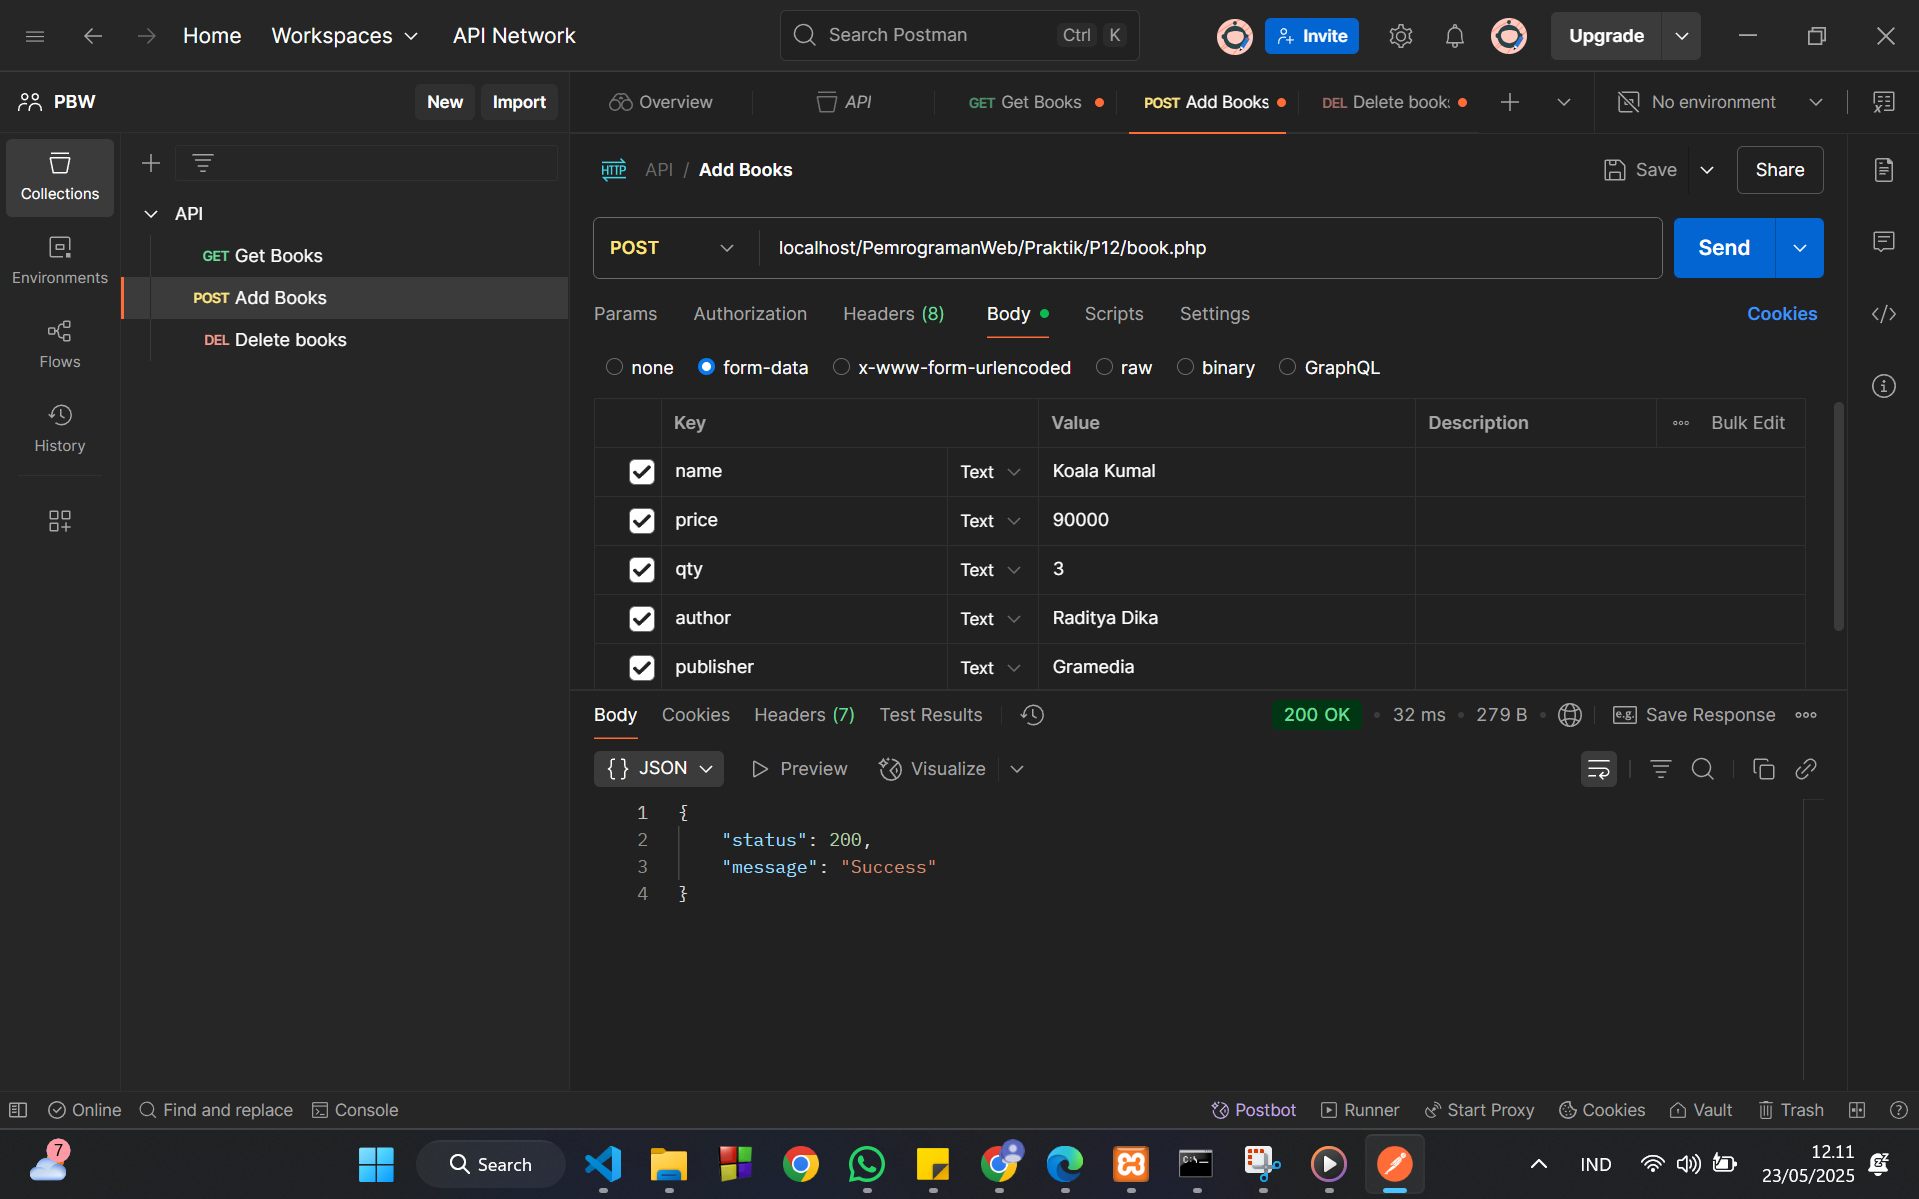 Home
Workspaces
API Network
Search Postman
Ctrl
K
Invite
Upgrade
PBW
New
Import
Overview
API
GET Get Books
POST Add Books
DEL Delete books
No environment
Collections
Environments
Flows
History
API
GET Get Books
POST Add Books
DEL Delete books
HTTP
API / Add Books
Save
Share
POST
localhost/PemrogramanWeb/Praktik/P12/book.php
Send
Params
Authorization
Headers (8)
Body
Scripts
Settings
Cookies
none
form-data
x-www-form-urlencoded
raw
binary
GraphQL
Key
Value
Description
Bulk Edit
name Text Koala Kumal
price Text 90000
qty Text 3
author Text Raditya Dika
publisher Text Gramedia
Body
Cookies
Headers (7)
Test Results
200 OK
32 ms
279 B
e.g. Save Response
{} JSON
Preview
Visualize
1 {
2 "status": 200,
3 "message": "Success"
4 }
Online
Find and replace
Console
Postbot
Runner
Start Proxy
Cookies
Vault
Trash
7
Search
IND
12.11
23/05/2025